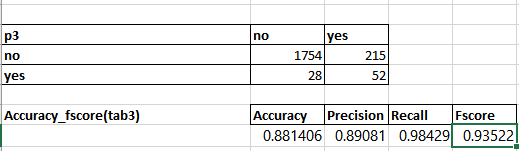 p3 no yes
no 1754 215
yes 28 52
Accuracy_fscore(tab3) Accuracy Precision Recall Fscore
0.881406 0.89081 0.98429 0.93522